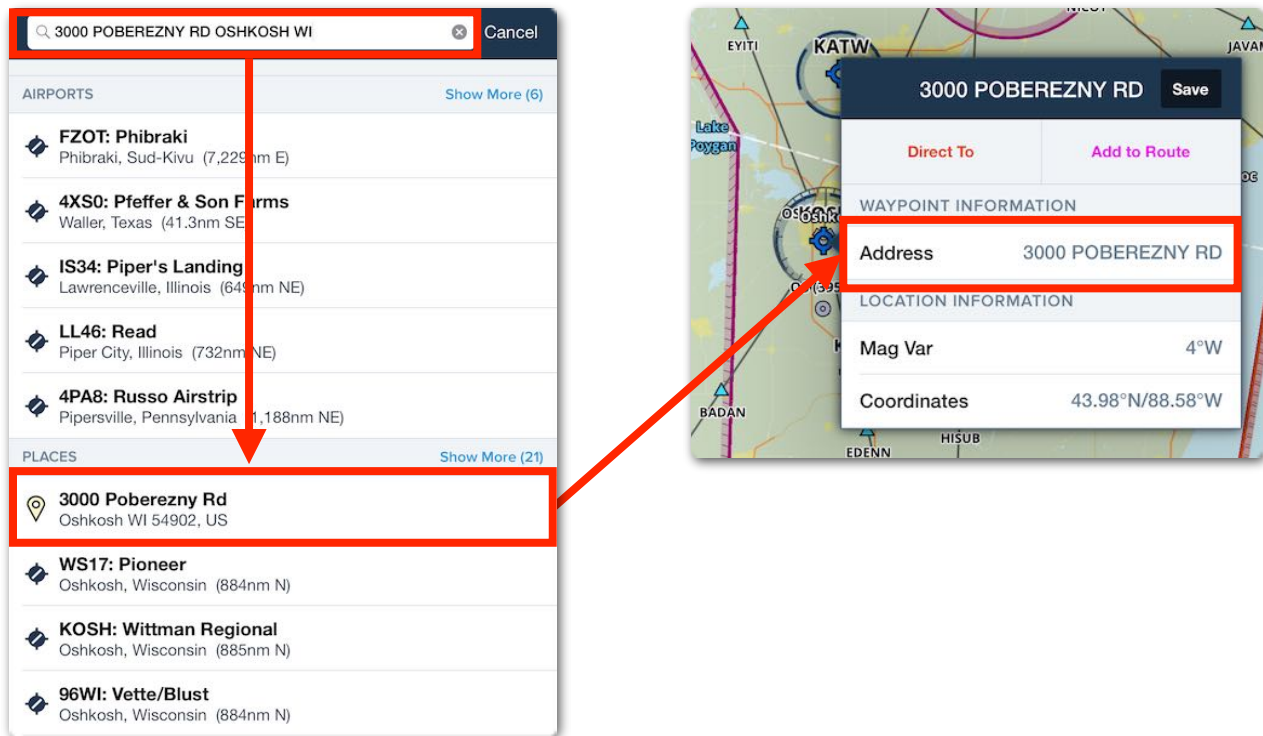 3000 POBEREZNY RD OSHKOSH WI
Cancel
AIRPORTS
Show More (6)
FZOT: Phibraki
Phibraki, Sud-Kivu (7,229nm E)
4XS0: Pfeffer & Son Farms
Waller, Texas (41.3nm SE
IS34: Piper's Landing
Lawrenceville, Illinois (649nm NE)
LL46: Read
Piper City, Illinois (732nm NE)
4PA8: Russo Airstrip
Pipersville, Pennsylvania 1,188nm NE)
PLACES
Show More (21)
3000 Poberezny Rd
Oshkosh WI 54902, US
WS17: Pioneer
Oshkosh, Wisconsin (884nm N)
KOSH: Wittman Regional
Oshkosh, Wisconsin (885nm N)
96WI: Vette/Blust
Oshkosh, Wisconsin (884nm N)
EYITI
KATW
Lake
Poygan
BADAN
EDENN
HISUB
3000 POBEREZNY RD
Save
Direct To
Add to Route
WAYPOINT INFORMATION
Address
3000 POBEREZNY RD
LOCATION INFORMATION
Mag Var
4°W
Coordinates
43.98°N/88.58°W